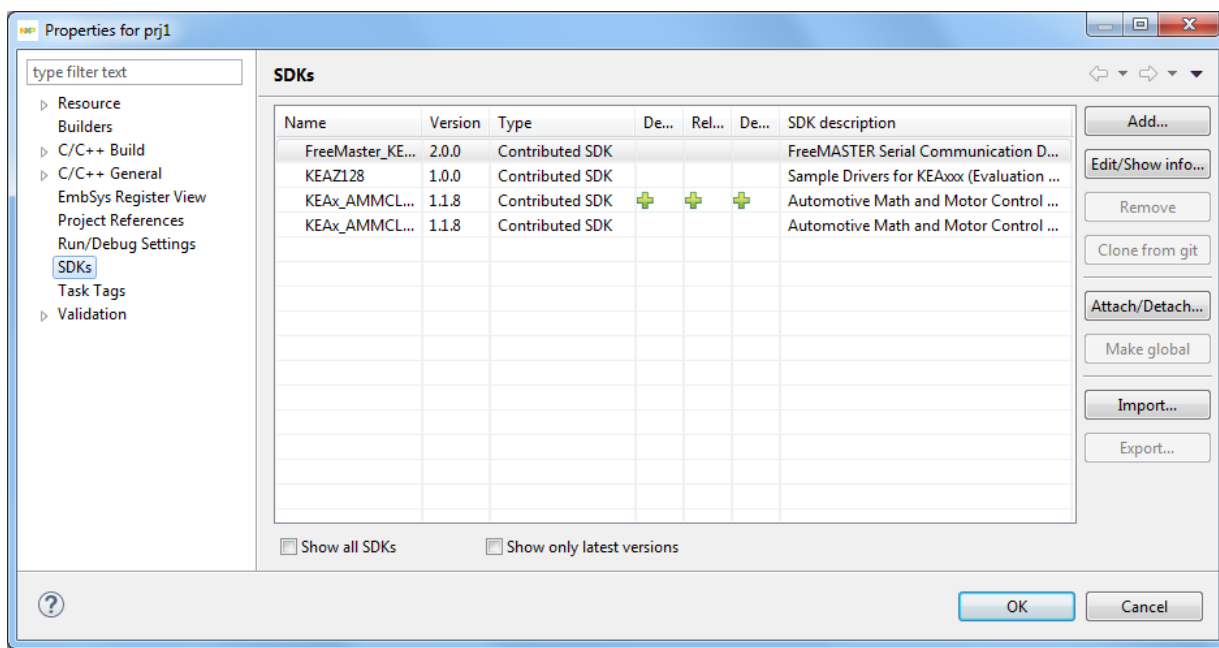 NXP Properties for prj1
type filter text
Resource
Builders
C/C++ Build
C/C++ General
EmbSys Register View
Project References
Run/Debug Settings
SDKs
Task Tags
Validation
SDKs
Name Version Type De... Rel... De... SDK description
FreeMaster_KE... 2.0.0 Contributed SDK FreeMASTER Serial Communication D...
KEAZ128 1.0.0 Contributed SDK Sample Drivers for KEAxxx (Evaluation ...
KEAx_AMMCL... 1.1.8 Contributed SDK Automotive Math and Motor Control ...
KEAx_AMMCL... 1.1.8 Contributed SDK Automotive Math and Motor Control ...
Add...
Edit/Show info...
Remove
Clone from git
Attach/Detach...
Make global
Import...
Export...
Show all SDKs Show only latest versions
? OK Cancel